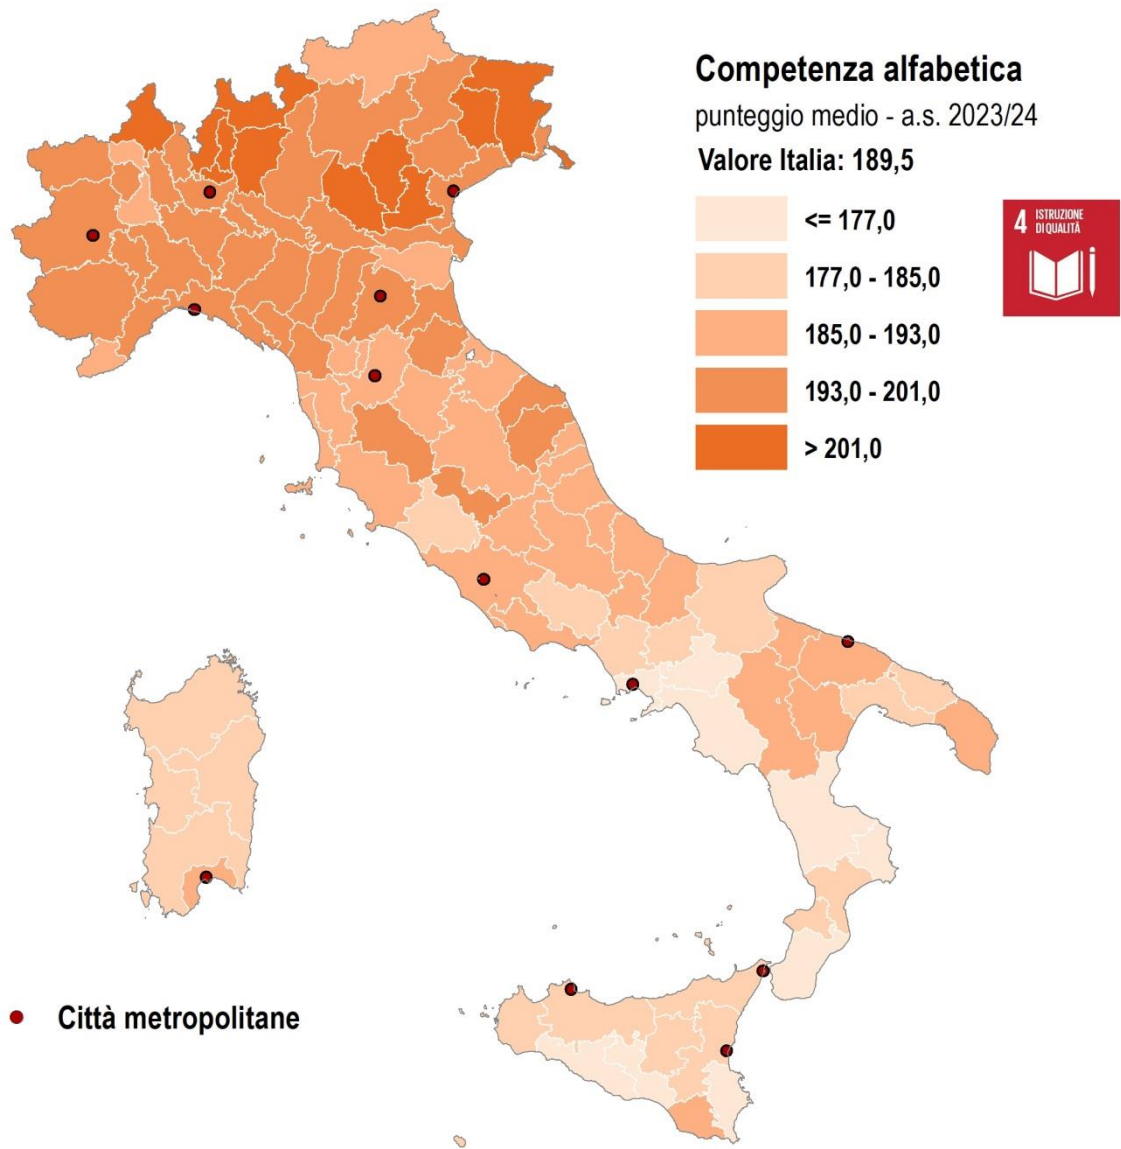 Competenza alfabetica
punteggio medio - a.s. 2023/24
Valore Italia: 189,5
<= 177,0
177,0 - 185,0
185,0 - 193,0
193,0 - 201,0
> 201,0
4 ISTRUZIONE
DI QUALITÀ
Città metropolitane